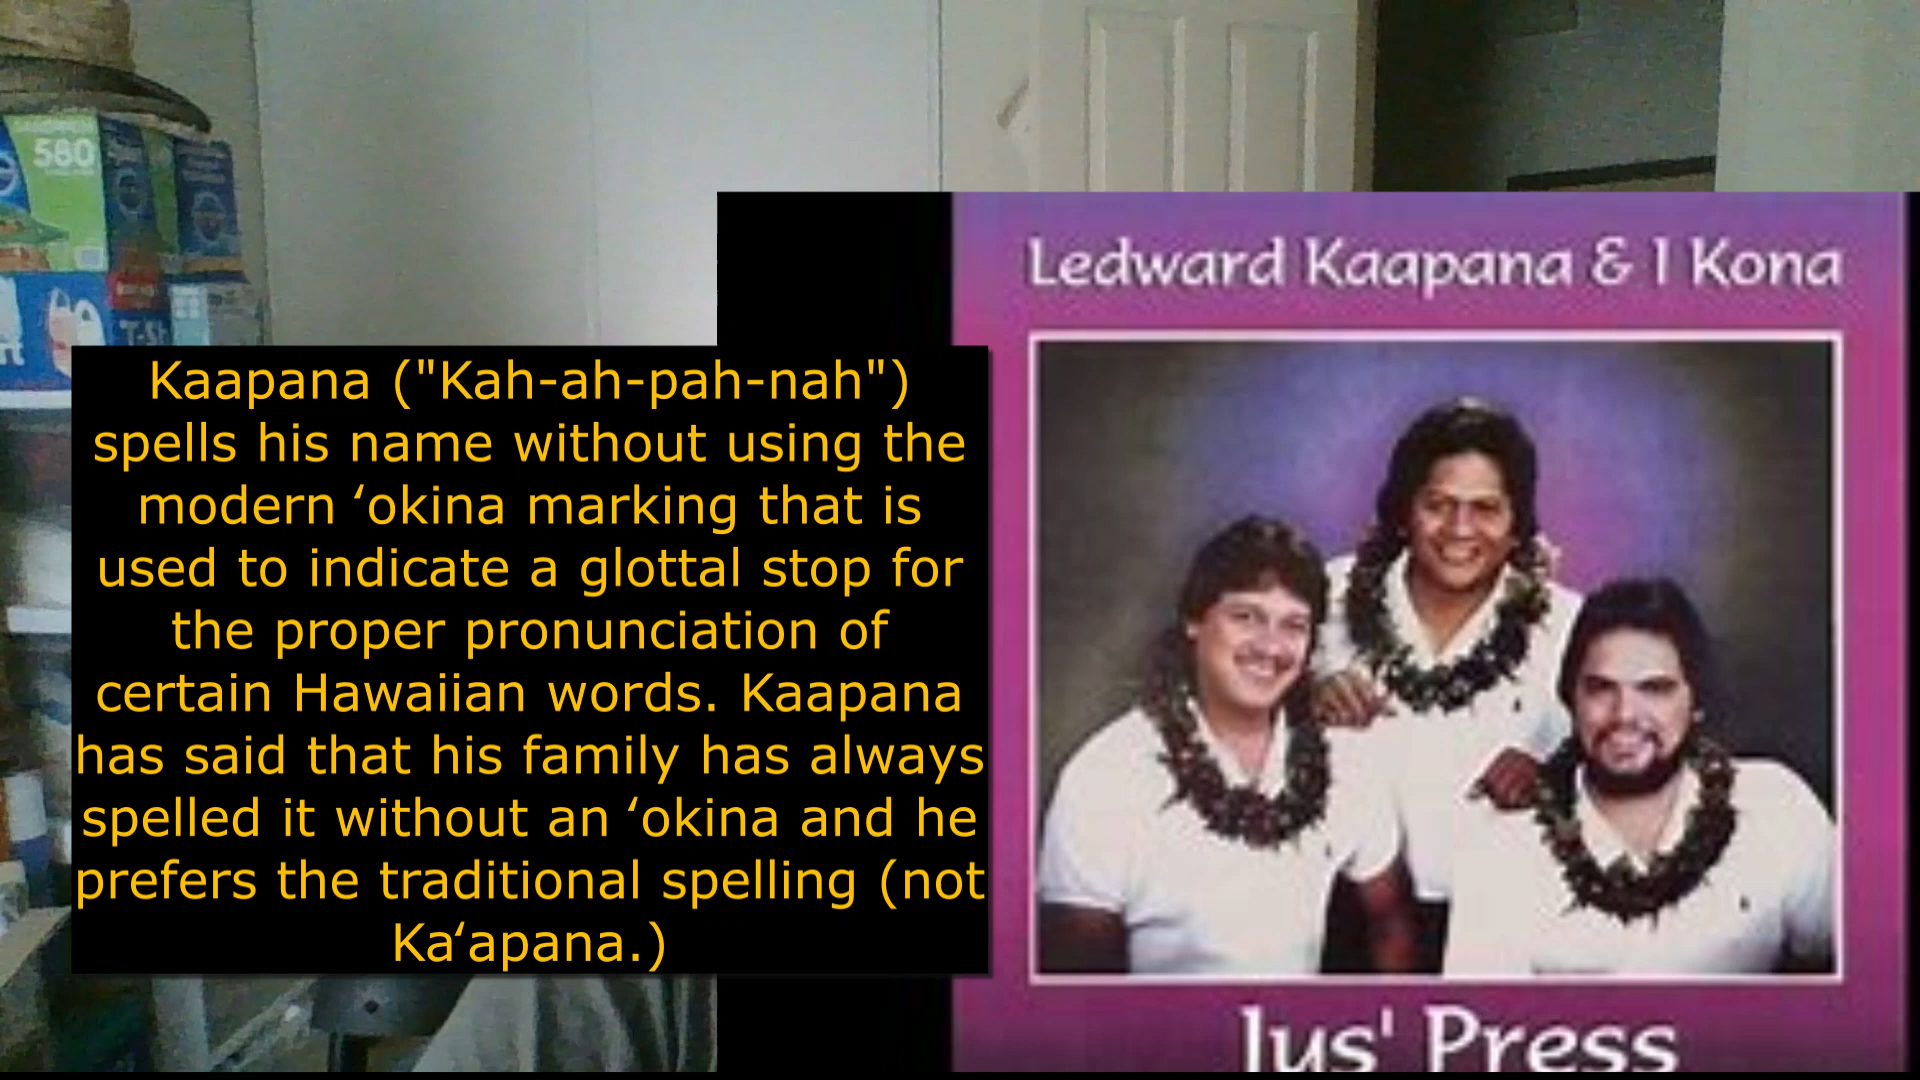 580
T-Sh
Ledward Kaapana & I Kona
Kaapana ("Kah-ah-pah-nah")
spells his name without using the
modern ʻokina marking that is
used to indicate a glottal stop for
the proper pronunciation of
certain Hawaiian words. Kaapana
has said that his family has always
spelled it without an ʻokina and he
prefers the traditional spelling (not
Kaʻapana.)
Jus' Press